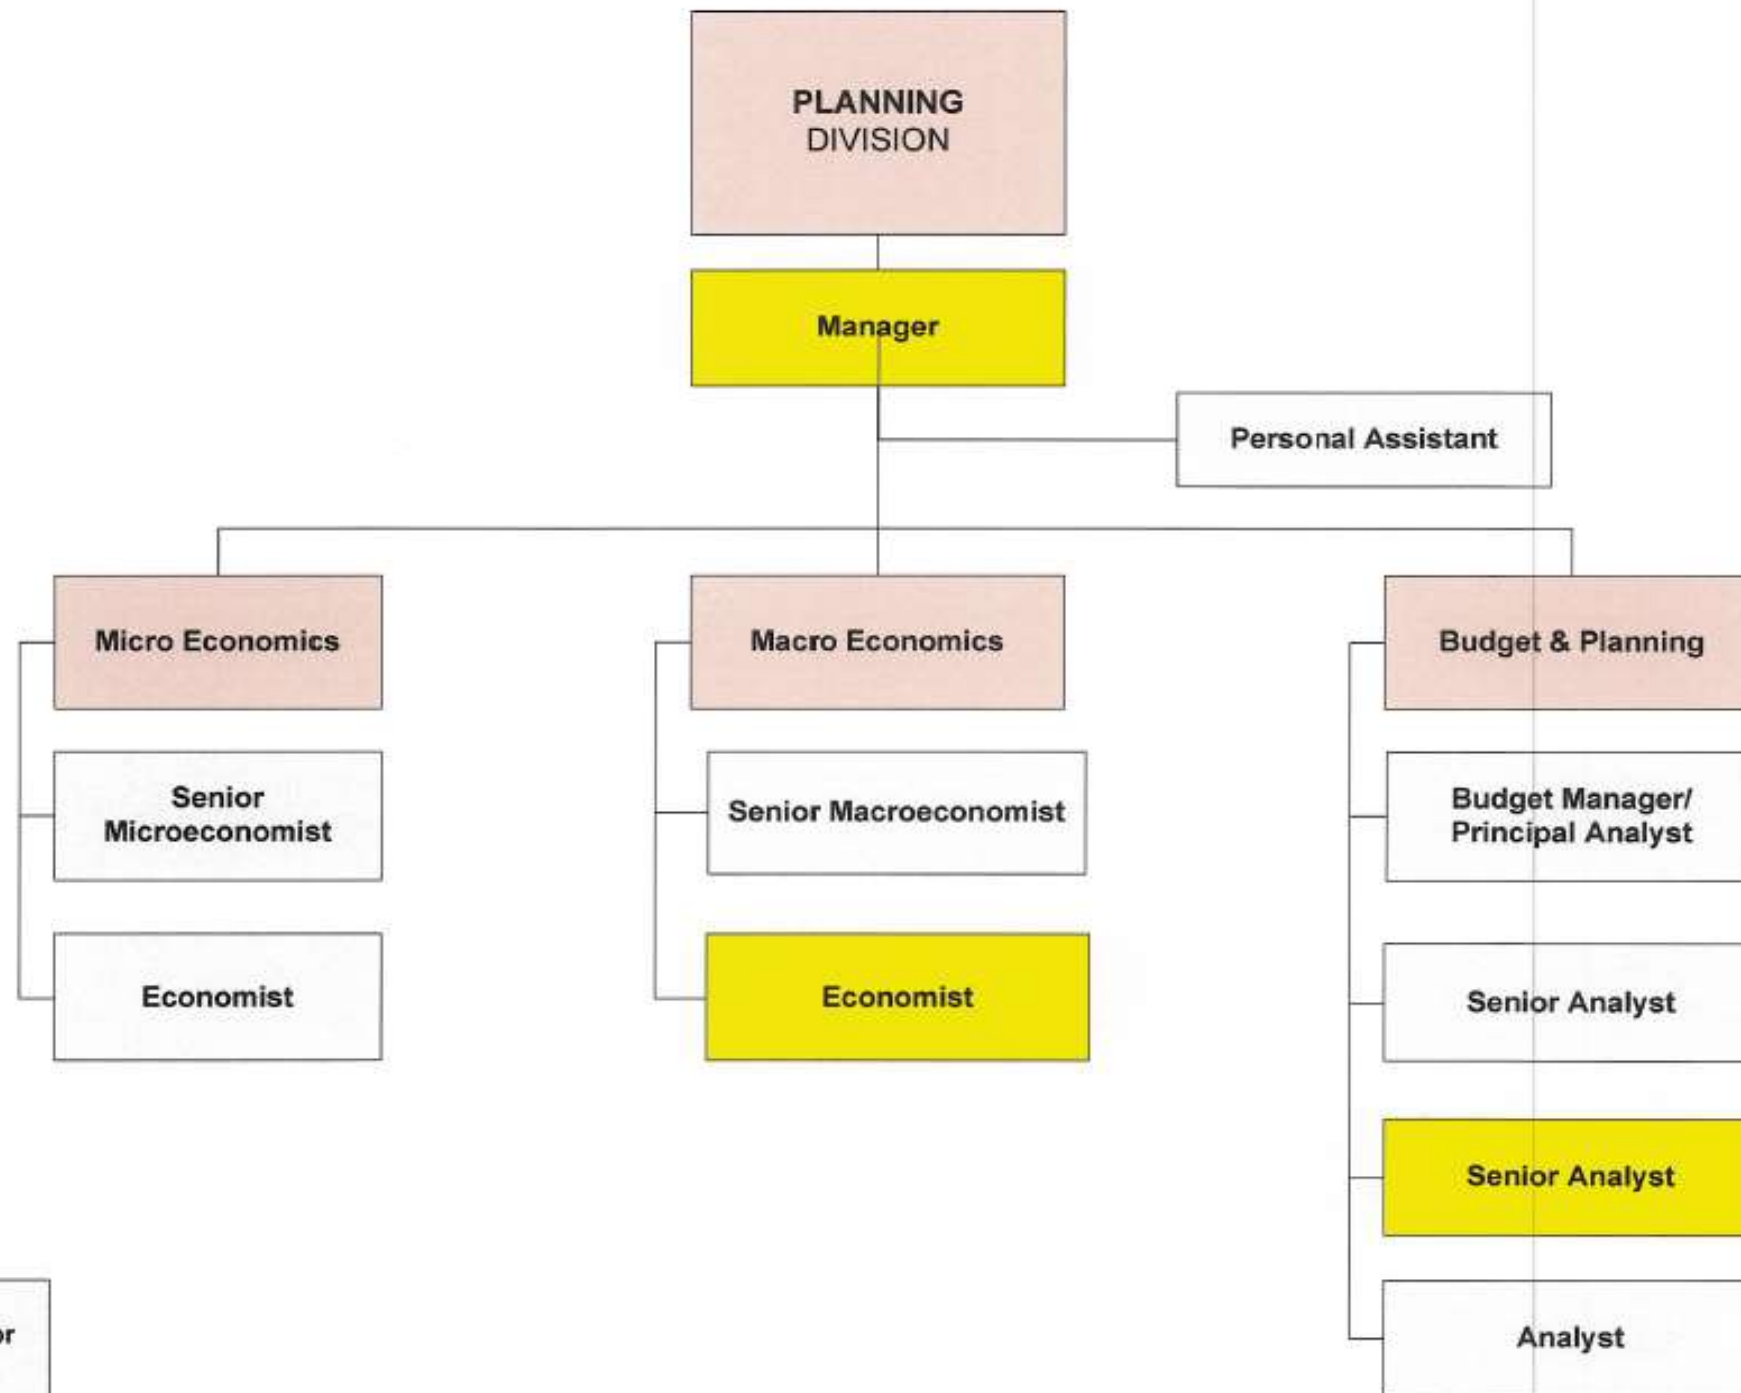 PLANNING
DIVISION
Manager
Personal Assistant
Micro Economics
Macro Economics
Budget & Planning
Senior
Microeconomist
Senior Macroeconomist
Budget Manager/
Principal Analyst
Economist
Economist
Senior Analyst
Senior Analyst
Analyst